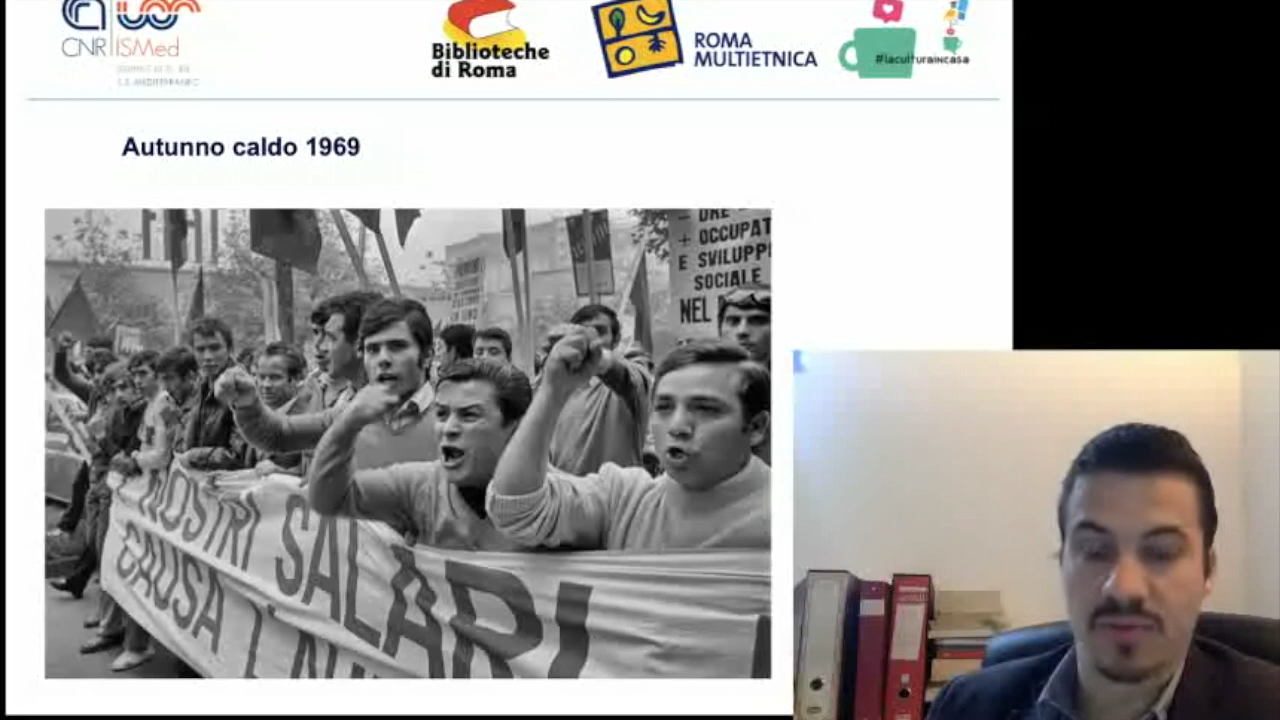 CNR ISMed
Biblioteche
di Roma
ROMA
MULTIETNICA
#laculturaincasa
Autunno caldo 1969
+ OCCUPAT
E SVILUPP
SOCIALE
NEL
NOSTRI SALARI
CAUSA